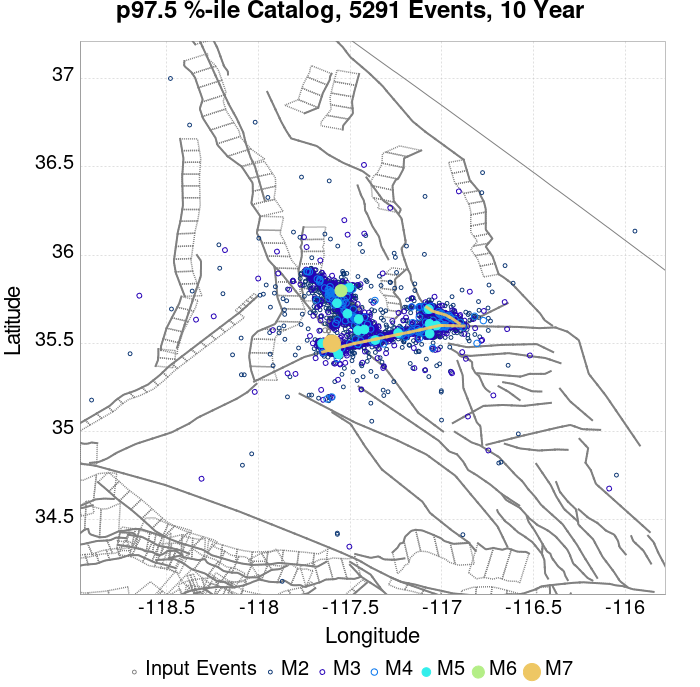 p97.5 %-ile Catalog, 5291 Events, 10 Year
37
36.5
36
35.5
35
34.5
Latitude
-118.5 -118 -117.5 -117 -116.5 -116
Longitude
Input Events M2 M3 M4 M5 M6 M7